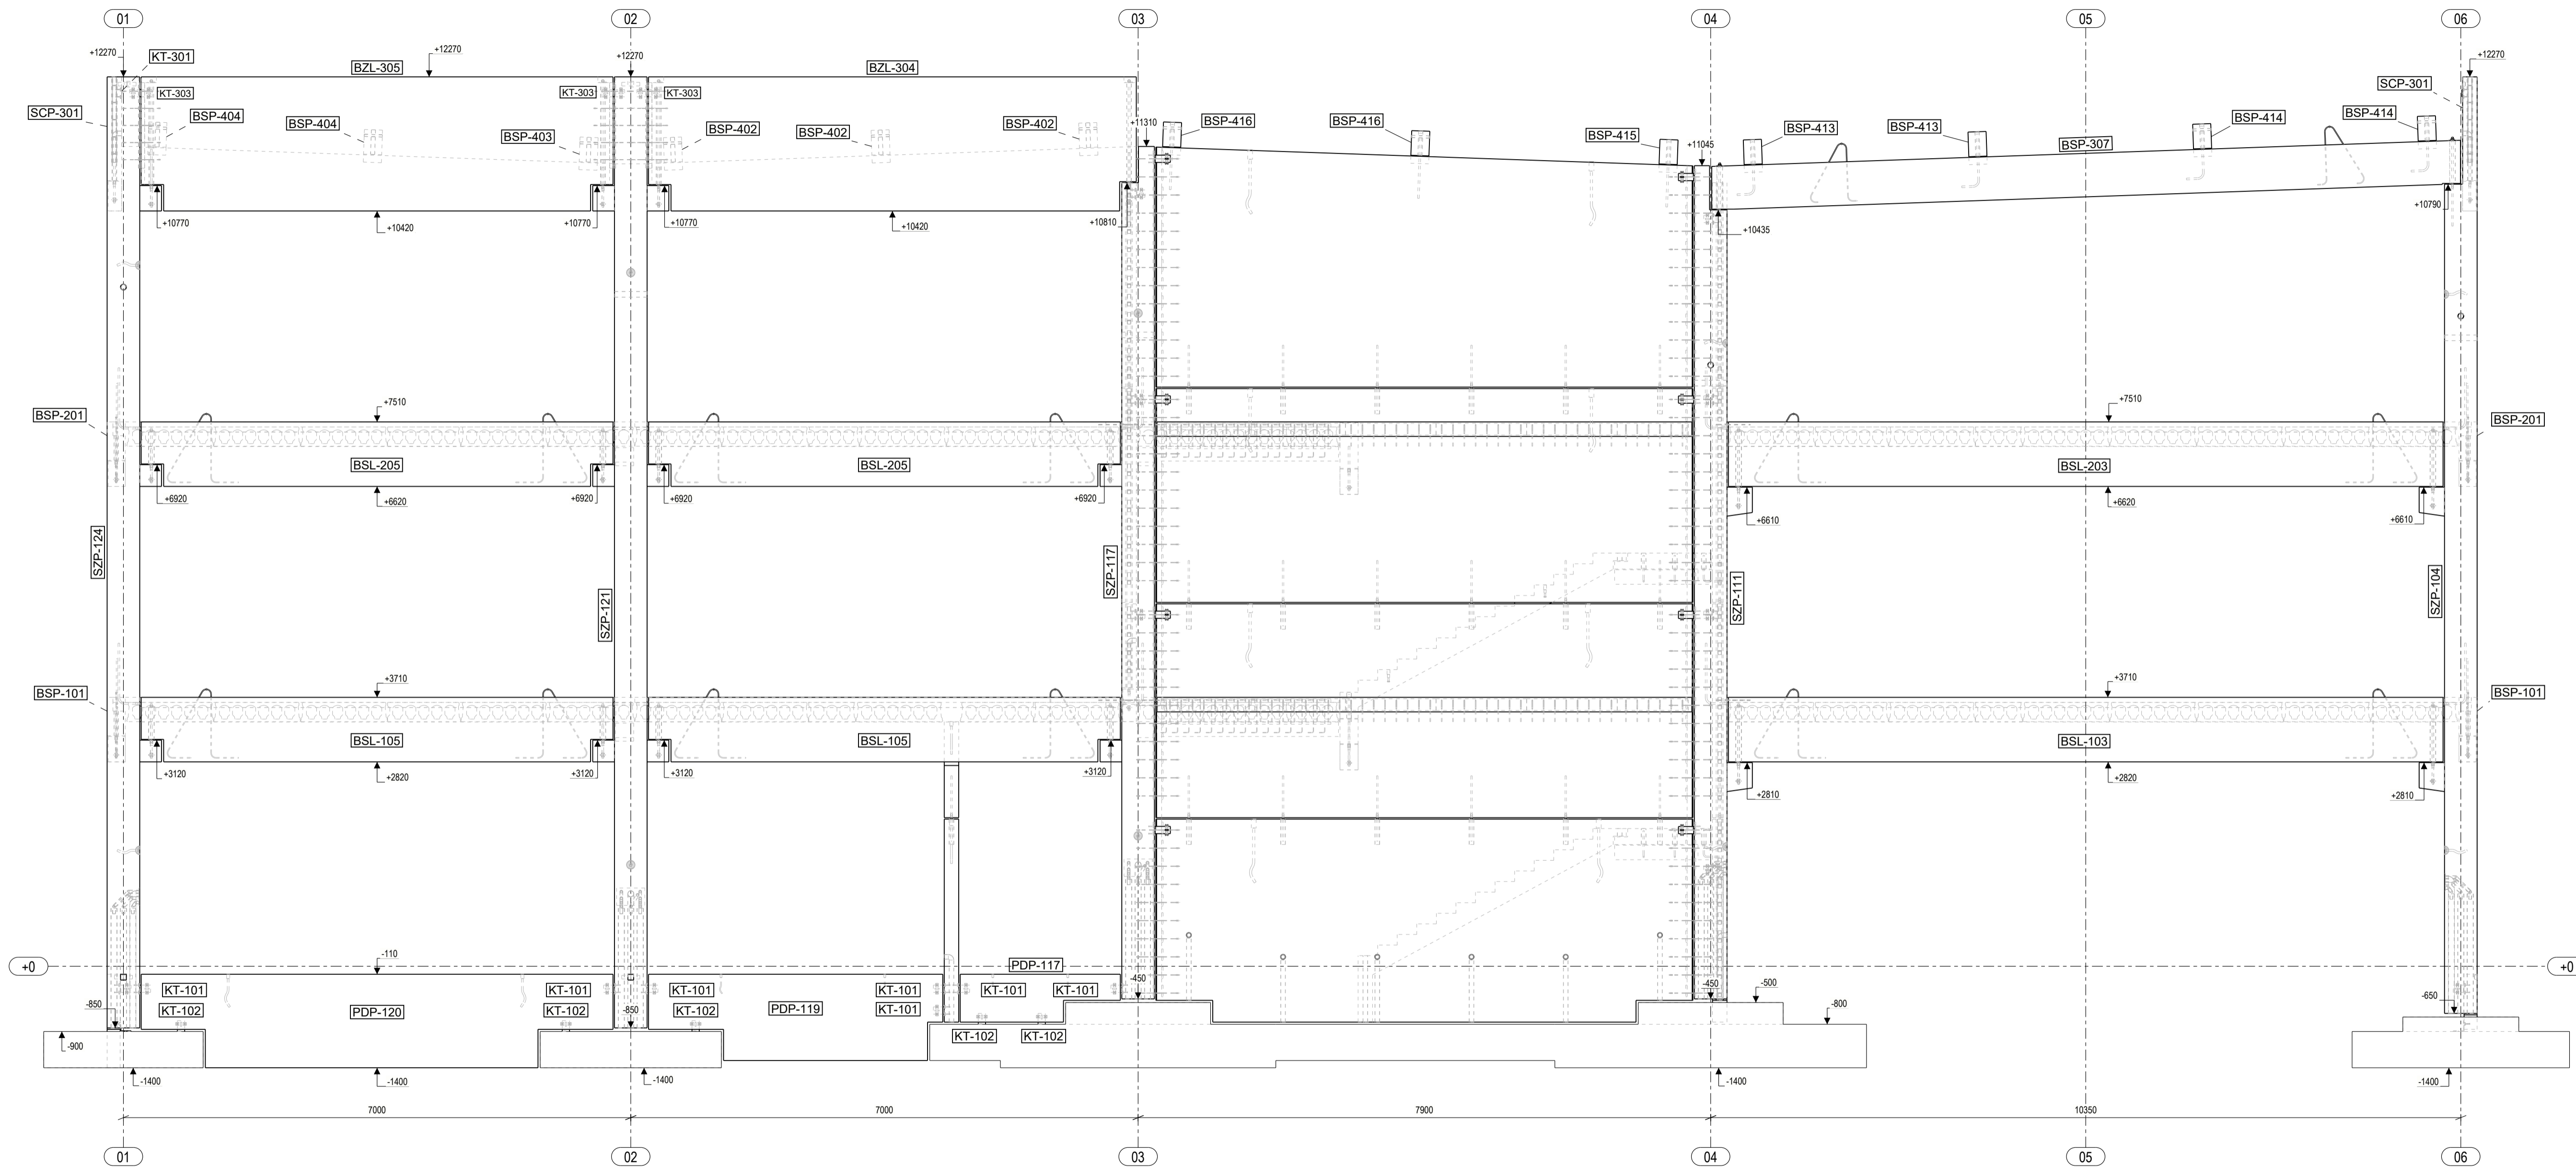 01 02 03 04 05 06
+12270 KT-301 +12270 +12270 +12270
BZL-305 BZL-304
SCP-301 KT-303 KT-303 KT-303 SCP-301
BSP-404 BSP-404 BSP-403 BSP-402 BSP-402 BSP-402 +11310 BSP-416 BSP-416 BSP-415 +11045 BSP-413 BSP-413 BSP-414 BSP-414
BSP-307
+10770 +10420 +10770 +10770 +10420 +10810 +10435 +10790
BSP-201 +7510 +7510 BSP-201
BSL-205 BSL-205 BSL-203
+6920 +6620 +6920 +6920 +6920 +6610 +6620 +6610
SZP-124 SZP-121 SZP-117 SZP-111 SZP-104
BSP-101 +3710 +3710 BSP-101
BSL-105 BSL-105 BSL-103
+3120 +2820 +3120 +3120 +3120 +2810 +2820 +2810
+0 -110 PDP-117 +0
KT-101 KT-101 KT-101 KT-101 KT-101 KT-101 -450 -450
-850 KT-102 PDP-120 KT-102 -850 KT-102 PDP-119 KT-101 -500 -800 -650
-900 KT-102 KT-102
-1400 -1400 -1400 -1400 -1400
7000 7000 7900 10350
01 02 03 04 05 06